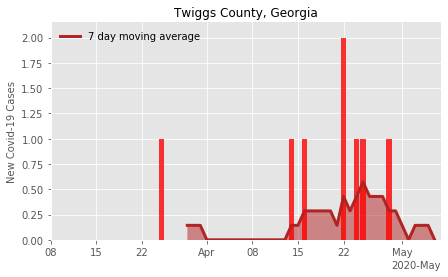 Twiggs County, Georgia
7 day moving average
New Covid-19 Cases
2.00
1.75
1.50
1.25
1.00
0.75
0.50
0.25
0.00
08 15 22 Apr 08 15 22 May
2020-May